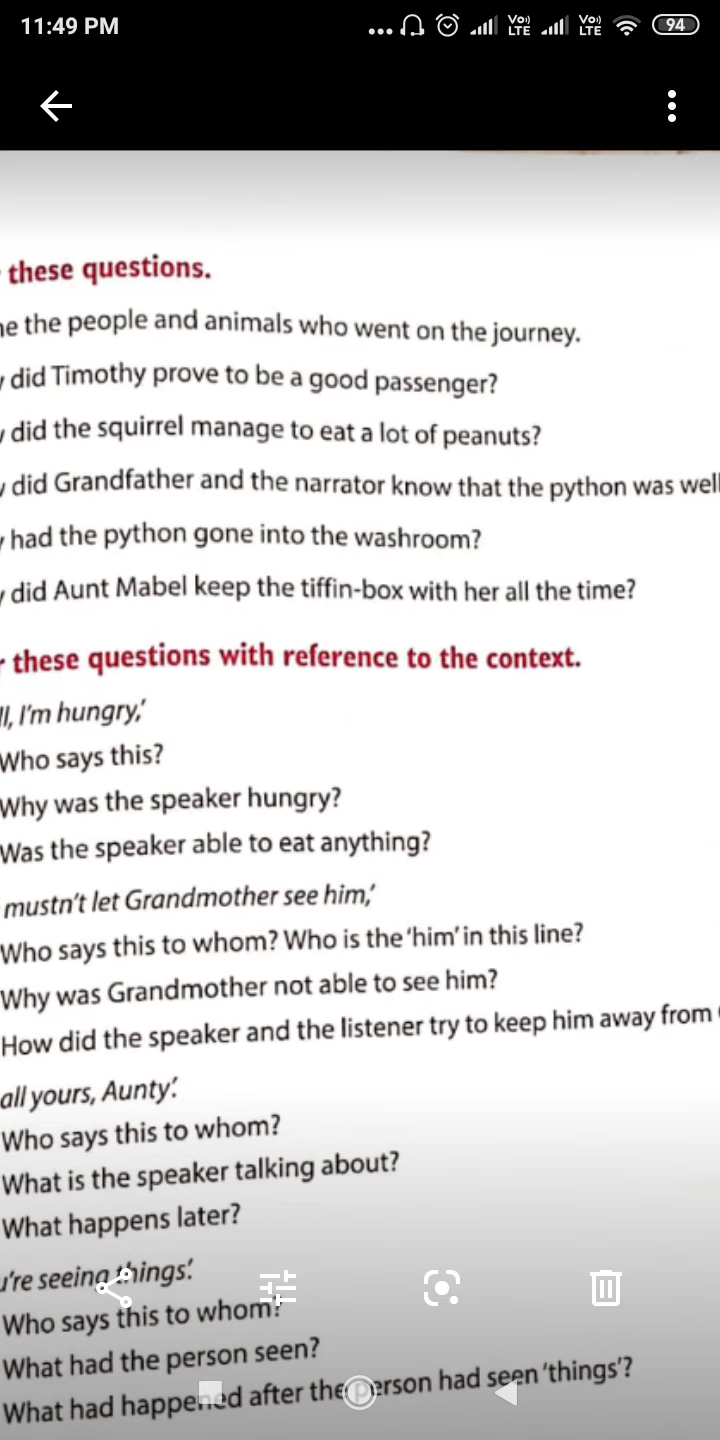 11:49 PM
Vo) LTE
Vo) LTE
94
these questions.
the people and animals who went on the journey.
did Timothy prove to be a good passenger?
did the squirrel manage to eat a lot of peanuts?
did Grandfather and the narrator know that the python was well
had the python gone into the washroom?
did Aunt Mabel keep the tiffin-box with her all the time?
these questions with reference to the context.
I'm hungry,'
Who says this?
Why was the speaker hungry?
Was the speaker able to eat anything?
mustn't let Grandmother see him,'
Who says this to whom? Who is the 'him' in this line?
Why was Grandmother not able to see him?
How did the speaker and the listener try to keep him away from
all yours, Aunty'.
Who says this to whom?
What is the speaker talking about?
What happens later?
seeing things'.
Who says this to whom?
What had the person seen?
What had happened after the person had seen 'things'?